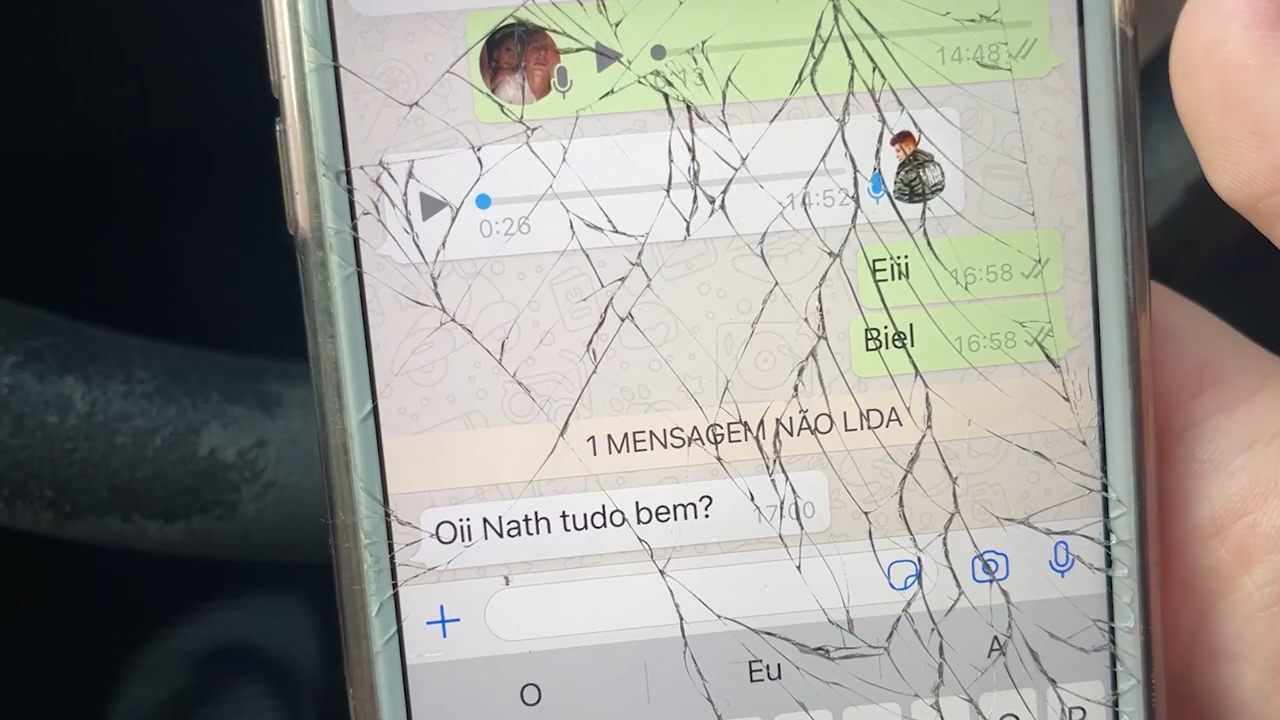 0:13
14:48
0:26
14:52
Eiii
16:58
Biel
16:58
1 MENSAGEM NÃO LIDA
Oii Nath tudo bem?
17:00
O
Eu
A
O
P